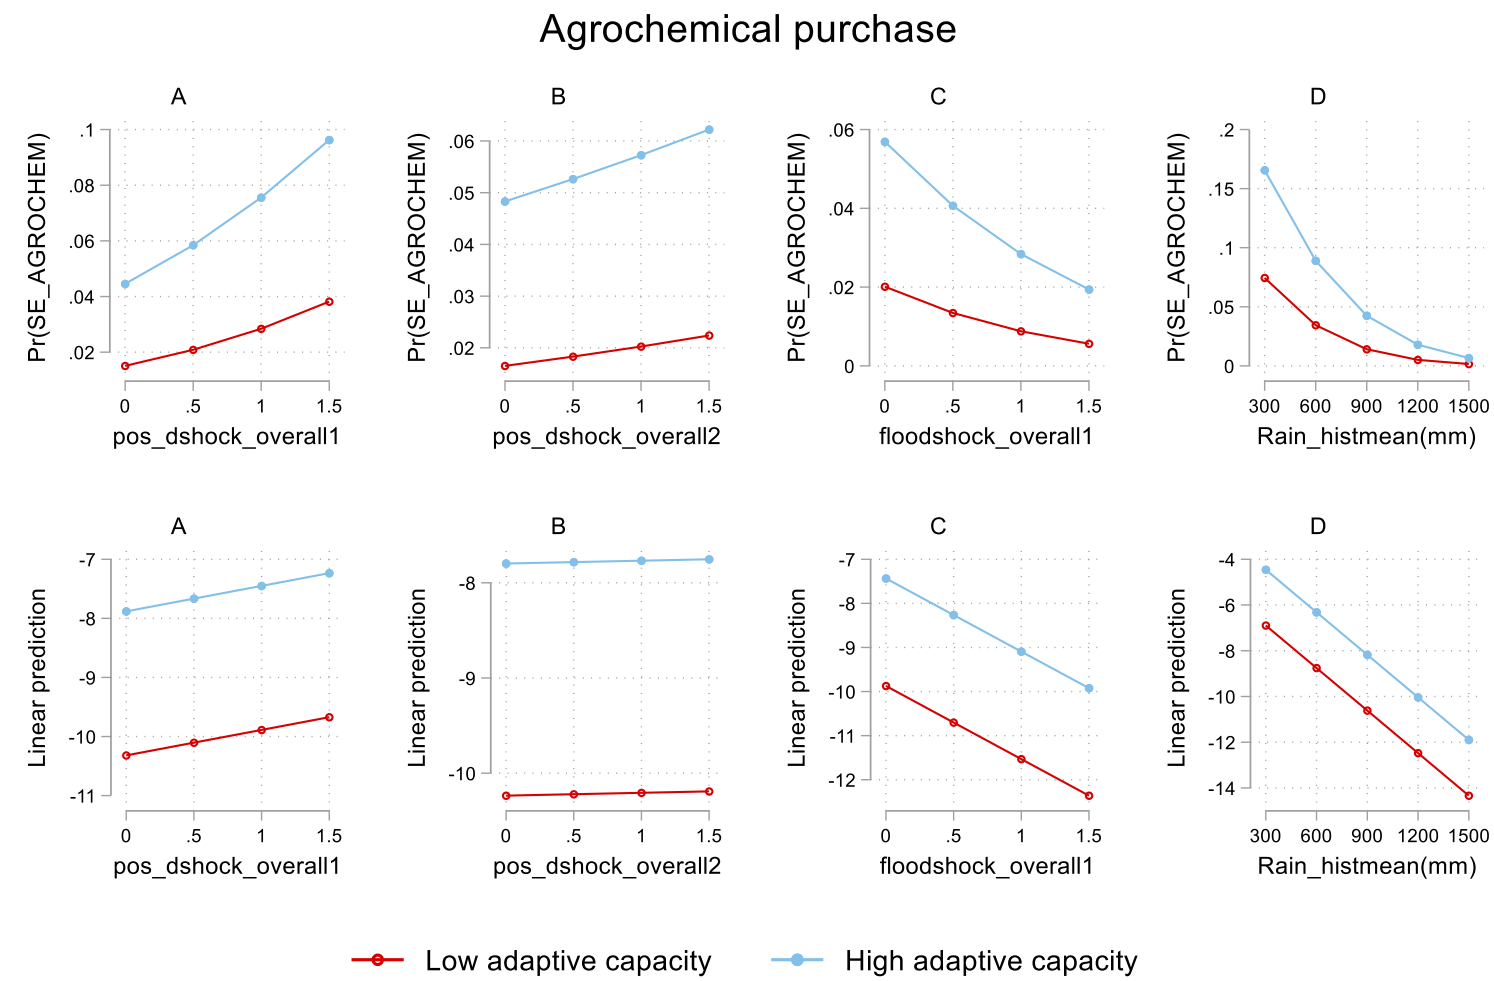 Agrochemical purchase
A
B
C
D
Pr(SE_AGROCHEM)
.1
.08
.06
.04
.02
0
.5
1
1.5
pos_dshock_overall1
Pr(SE_AGROCHEM)
.06
.05
.04
.03
.02
0
.5
1
1.5
pos_dshock_overall2
Pr(SE_AGROCHEM)
.06
.04
.02
0
0
.5
1
1.5
floodshock_overall1
Pr(SE_AGROCHEM)
.2
.15
.1
.05
0
300
600
900
1200
1500
Rain_histmean(mm)
A
B
C
D
Linear prediction
-7
-8
-9
-10
-11
0
.5
1
1.5
pos_dshock_overall1
Linear prediction
-8
-9
-10
0
.5
1
1.5
pos_dshock_overall2
Linear prediction
-7
-8
-9
-10
-11
-12
0
.5
1
1.5
floodshock_overall1
Linear prediction
-4
-6
-8
-10
-12
-14
300
600
900
1200
1500
Rain_histmean(mm)
Low adaptive capacity
High adaptive capacity